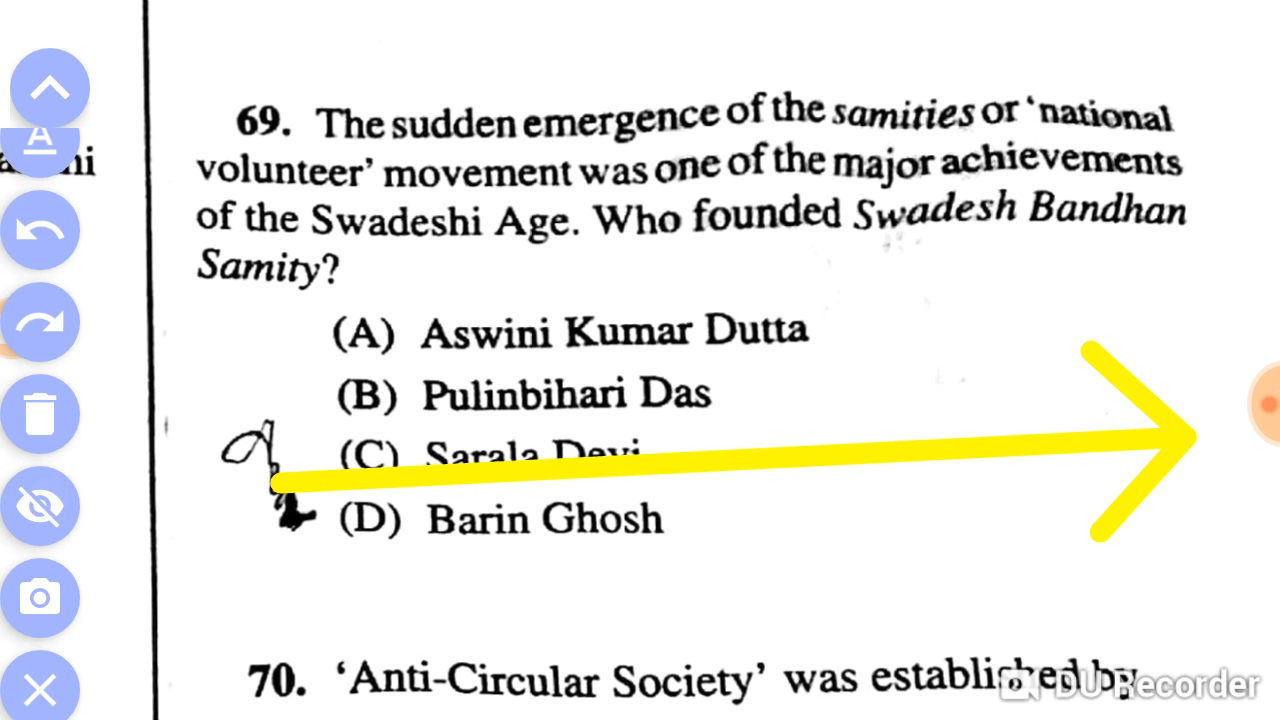 69. The sudden emergence of the samities or 'national
volunteer' movement was one of the major achievements
of the Swadeshi Age. Who founded Swadesh Bandhan
Samity?
(A) Aswini Kumar Dutta
(B) Pulinbihari Das
(C) Sarala Devi
(D) Barin Ghosh
70. 'Anti-Circular Society' was established by
DU Recorder